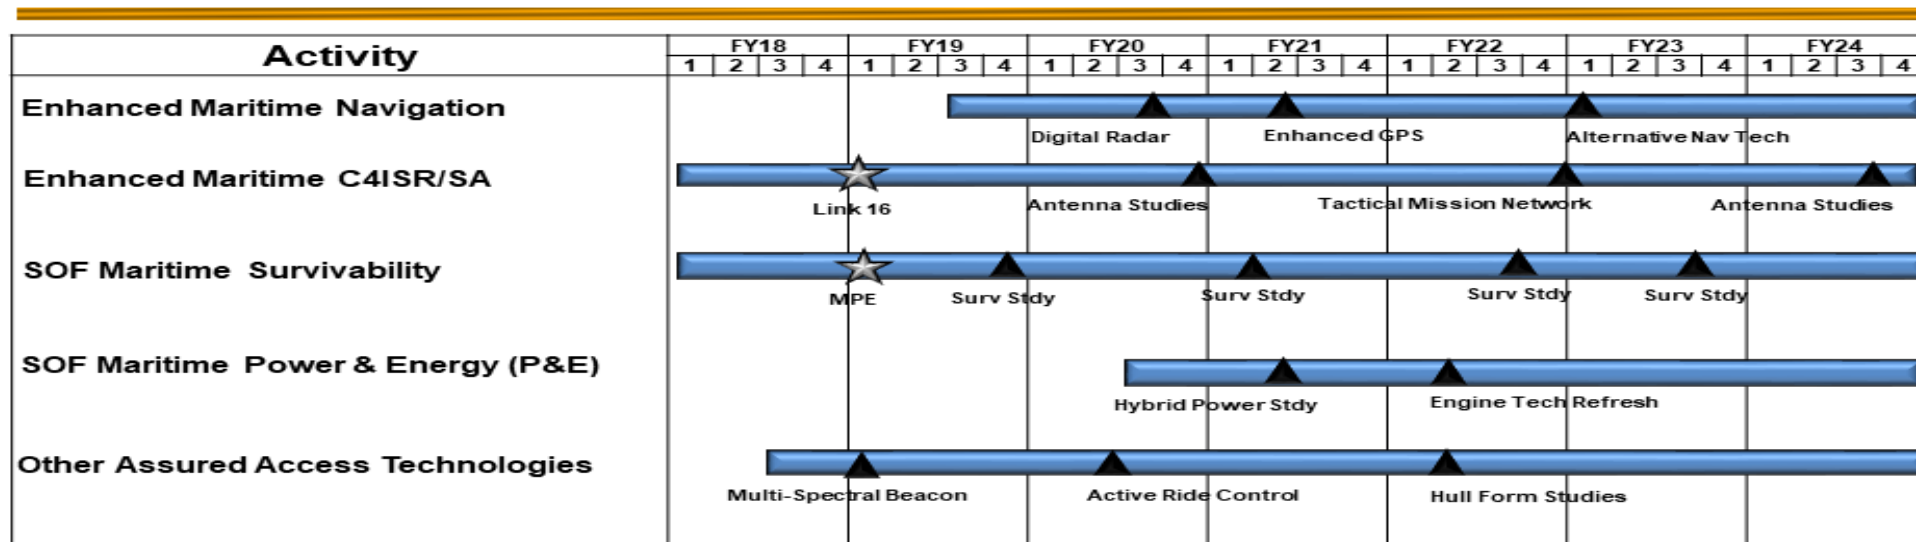 Activity FY18 FY19 FY20 FY21 FY22 FY23 FY24
1 2 3 4 1 2 3 4 1 2 3 4 1 2 3 4 1 2 3 4 1 2 3 4 1 2 3 4
Enhanced Maritime Navigation
Digital Radar Enhanced GPS Alternative Nav Tech
Enhanced Maritime C4ISR/SA
Link 16 Antenna Studies Tactical Mission Network Antenna Studies
SOF Maritime Survivability
MPE Surv Stdy Surv Stdy Surv Stdy Surv Stdy
SOF Maritime Power & Energy (P&E)
Hybrid Power Stdy Engine Tech Refresh
Other Assured Access Technologies
Multi-Spectral Beacon Active Ride Control Hull Form Studies